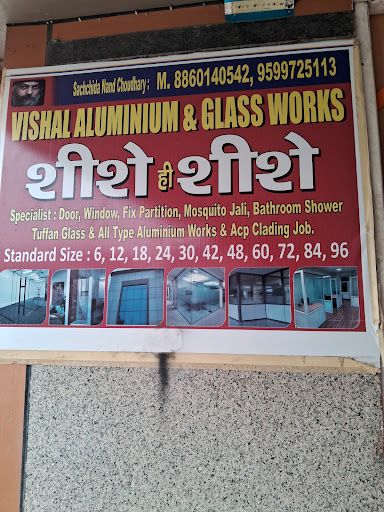 Sachchida Nand Choudhary : M. 8860140542, 9599725113
VISHAL ALUMINIUM & GLASS WORKS
शीशे ही शीशे
Specialist : Door, Window, Fix Partition, Mosquito Jali, Bathroom Shower
Tuffan Glass & All Type Aluminium Works & Acp Clading Job.
Standard Size : 6, 12, 18, 24, 30, 42, 48, 60, 72, 84, 96